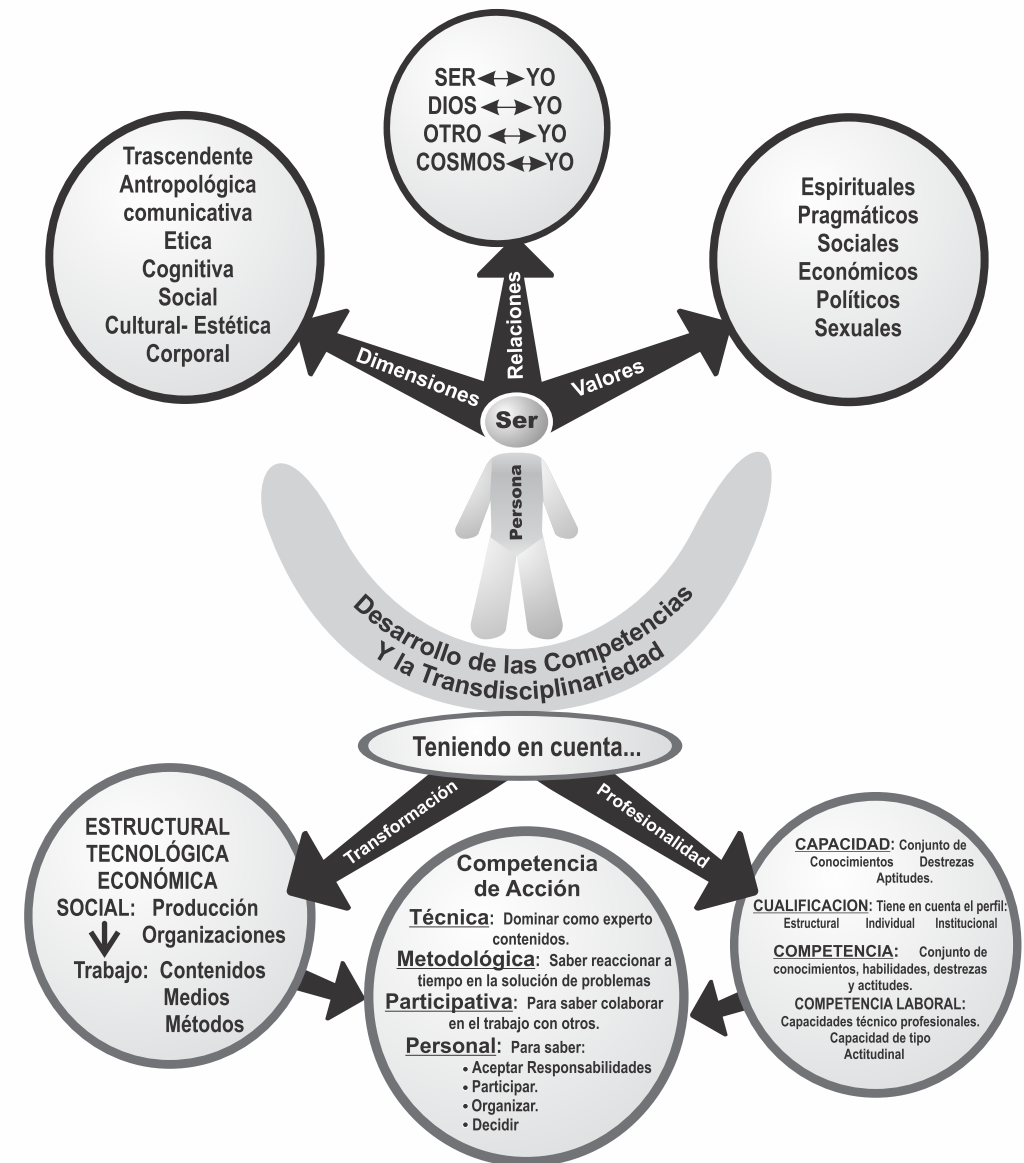 SER↔YO
DIOS↔YO
OTRO↔YO
COSMOS↔YO
Trascendente
Antropológica
comunicativa
Etica
Cognitiva
Social
Cultural- Estética
Corporal
Espirituales
Pragmáticos
Sociales
Económicos
Políticos
Sexuales
Dimensiones
Relaciones
Valores
Ser
Persona
Desarrollo de las Competencias
Y la Transdisciplinariedad
Teniendo en cuenta...
Transformación
Profesionalidad
ESTRUCTURAL
TECNOLÓGICA
ECONÓMICA
SOCIAL: Producción
Organizaciones
Trabajo: Contenidos
Medios
Métodos
Competencia
de Acción
Técnica: Dominar como experto
contenidos.
Metodológica: Saber reaccionar a
tiempo en la solución de problemas
Participativa: Para saber colaborar
en el trabajo con otros.
Personal: Para saber:
• Aceptar Responsabilidades
• Participar.
• Organizar.
• Decidir
CAPACIDAD: Conjunto de
Conocimientos Destrezas
Aptitudes.
CUALIFICACION: Tiene en cuenta el perfil:
Estructural Individual Institucional
COMPETENCIA: Conjunto de
conocimientos, habilidades, destrezas
y actitudes.
COMPETENCIA LABORAL:
Capacidades técnico profesionales.
Capacidad de tipo
Actitudinal